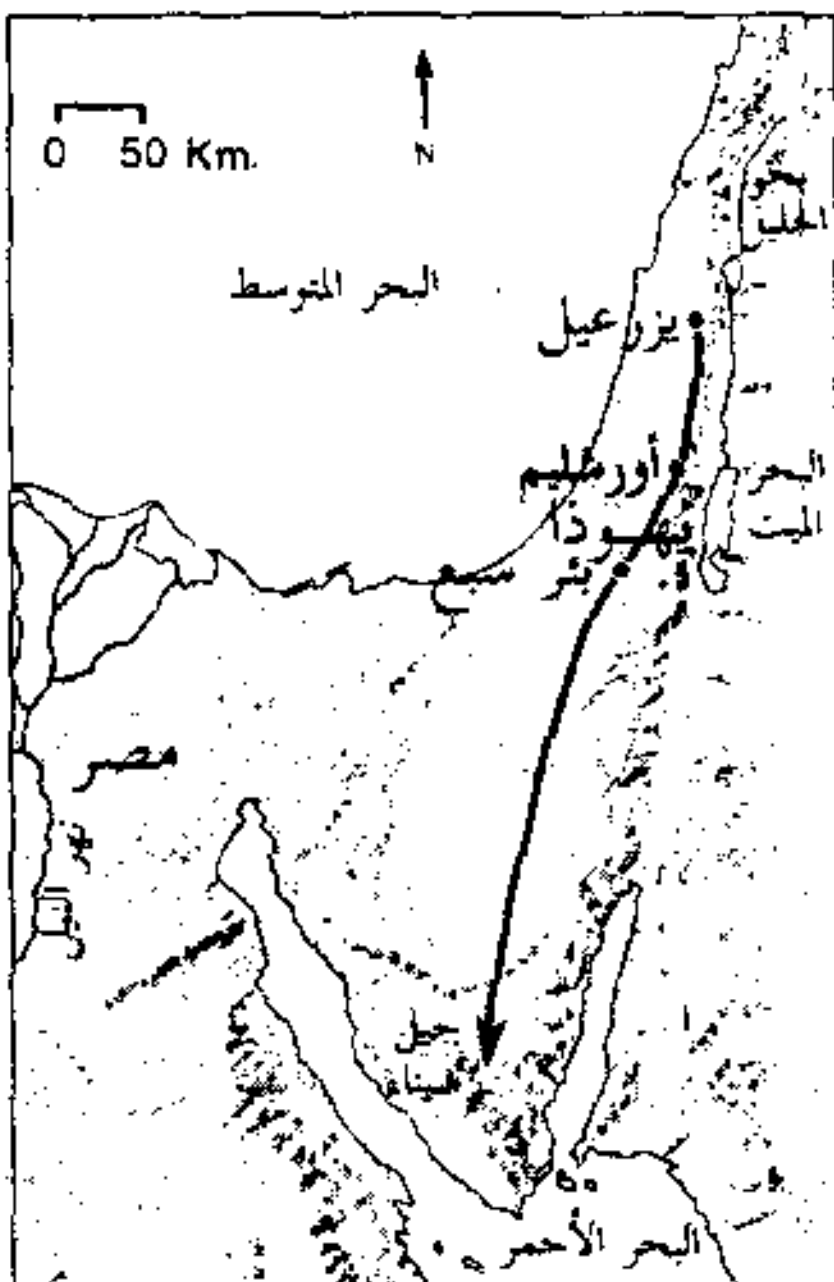 0 50 Km.
N
بحر
الجليل
البحر المتوسط
يزرعيل
أورشليم
البحر
الميت
يهوذا
بئر سبع
مصر
نهر
جبل
سيناء
البحر الأحمر